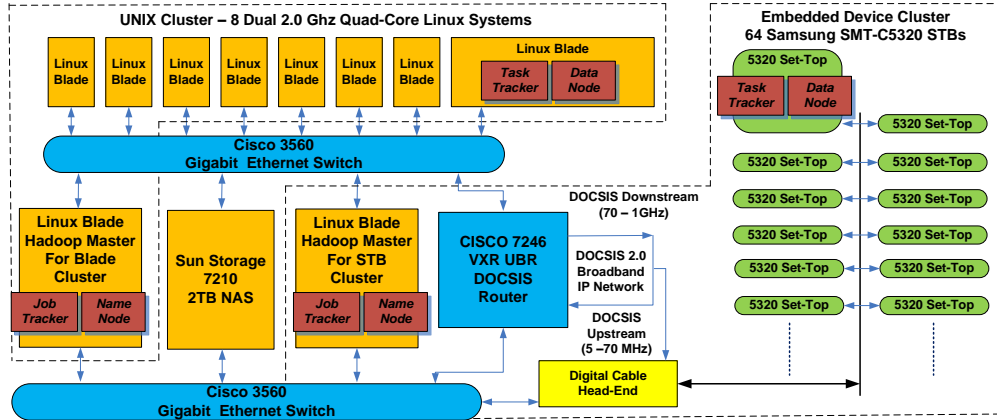 UNIX Cluster – 8 Dual 2.0 Ghz Quad-Core Linux Systems
Embedded Device Cluster
64 Samsung SMT-C5320 STBs
Linux
Blade
Linux
Blade
Linux
Blade
Linux
Blade
Linux
Blade
Linux
Blade
Linux
Blade
Linux Blade
Task
Tracker
Data
Node
5320 Set-Top
Task
Tracker
Data
Node
5320 Set-Top
5320 Set-Top
5320 Set-Top
5320 Set-Top
5320 Set-Top
5320 Set-Top
5320 Set-Top
5320 Set-Top
5320 Set-Top
5320 Set-Top
5320 Set-Top
Cisco 3560
Gigabit Ethernet Switch
Linux Blade
Hadoop Master
For Blade
Cluster
Job
Tracker
Name
Node
Sun Storage
7210
2TB NAS
Linux Blade
Hadoop Master
For STB
Cluster
Job
Tracker
Name
Node
CISCO 7246
VXR UBR
DOCSIS
Router
DOCSIS Downstream
(70 – 1GHz)
DOCSIS 2.0
Broadband
IP Network
DOCSIS
Upstream
(5 –70 MHz)
Digital Cable
Head-End
Cisco 3560
Gigabit Ethernet Switch